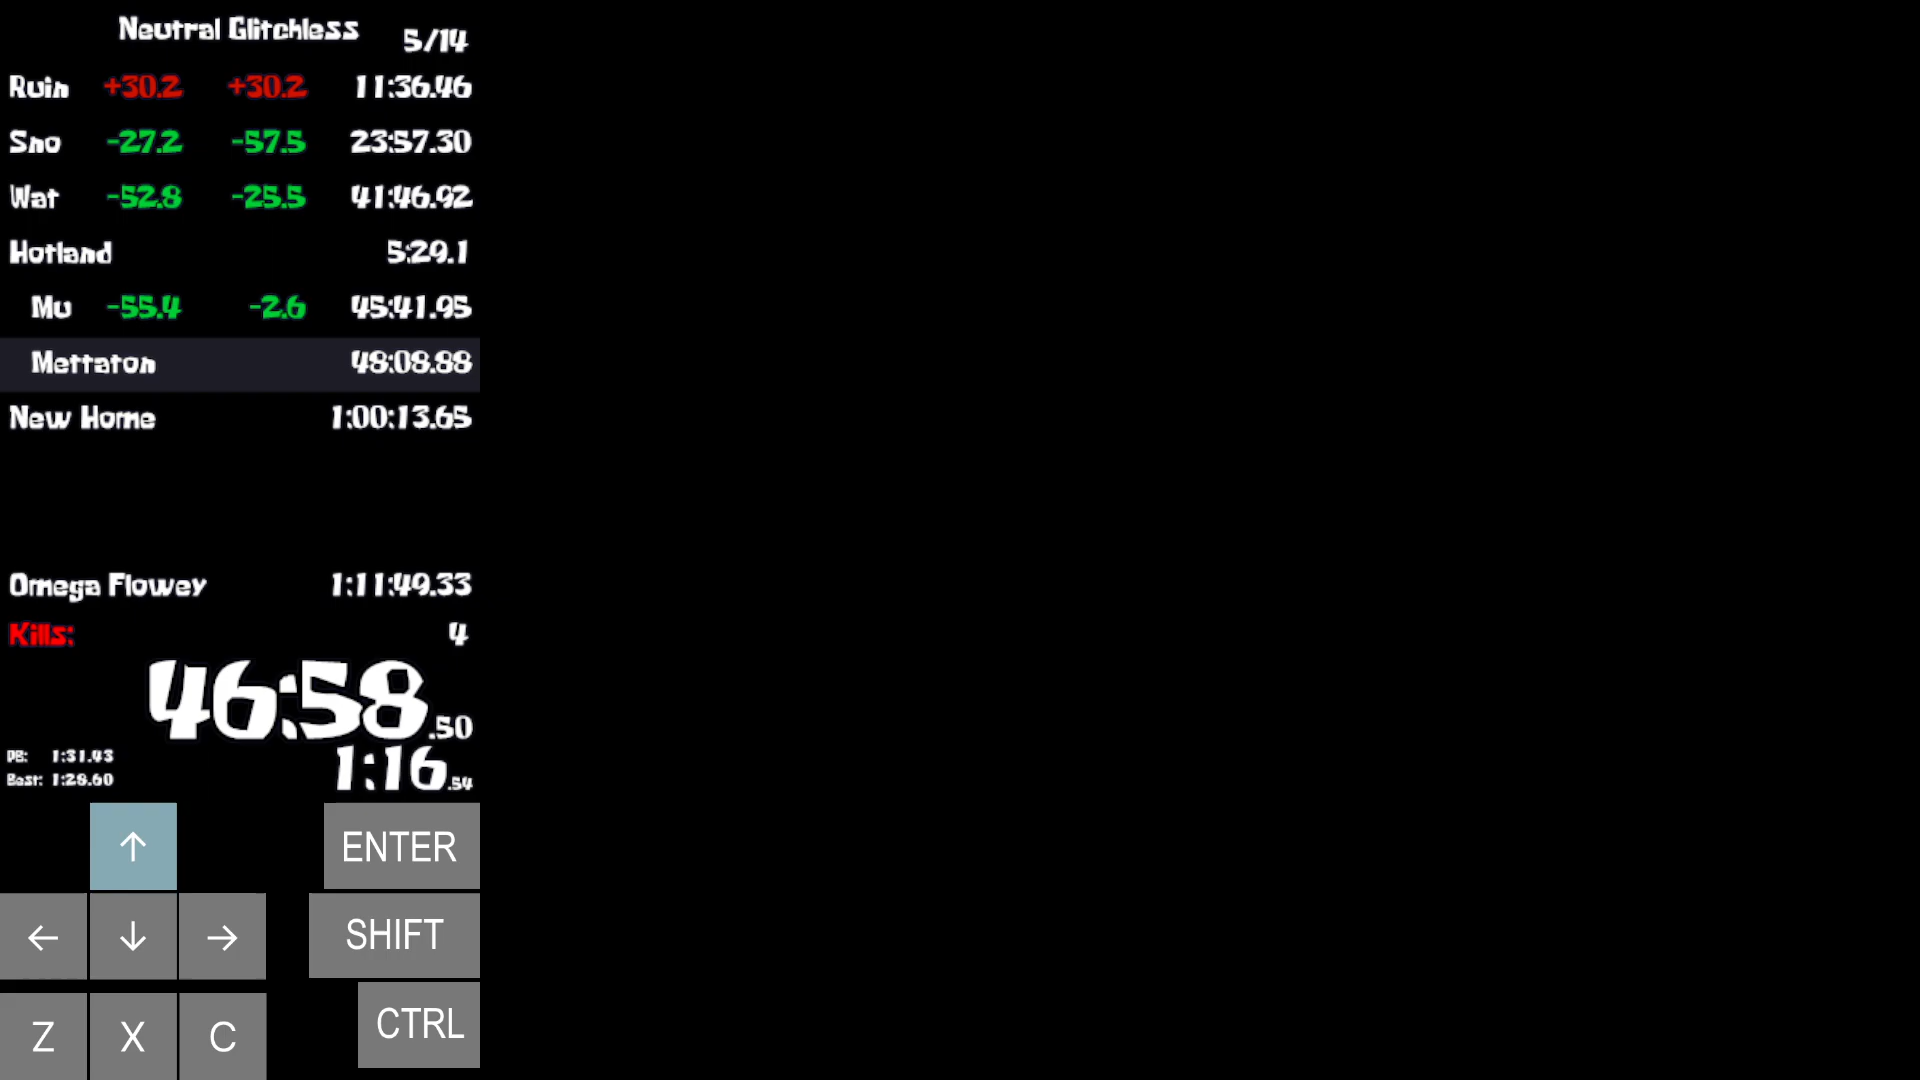 Neutral Glitchless
5/14
Ruin +30.2 +30.2 11:36.46
Sno -27.2 -57.5 23:57.30
Wat -52.8 -25.5 41:46.92
Hotland 5:29.1
Mu -55.4 -2.6 45:41.95
Mettaton 48:08.88
New Home 1:00:13.65
Omega Flowey 1:11:49.33
Kills: 4
46:58.50
PB: 1:31.43 1:16.54
Best: 1:28.60
↑ ENTER
← ↓ → SHIFT
Z X C CTRL